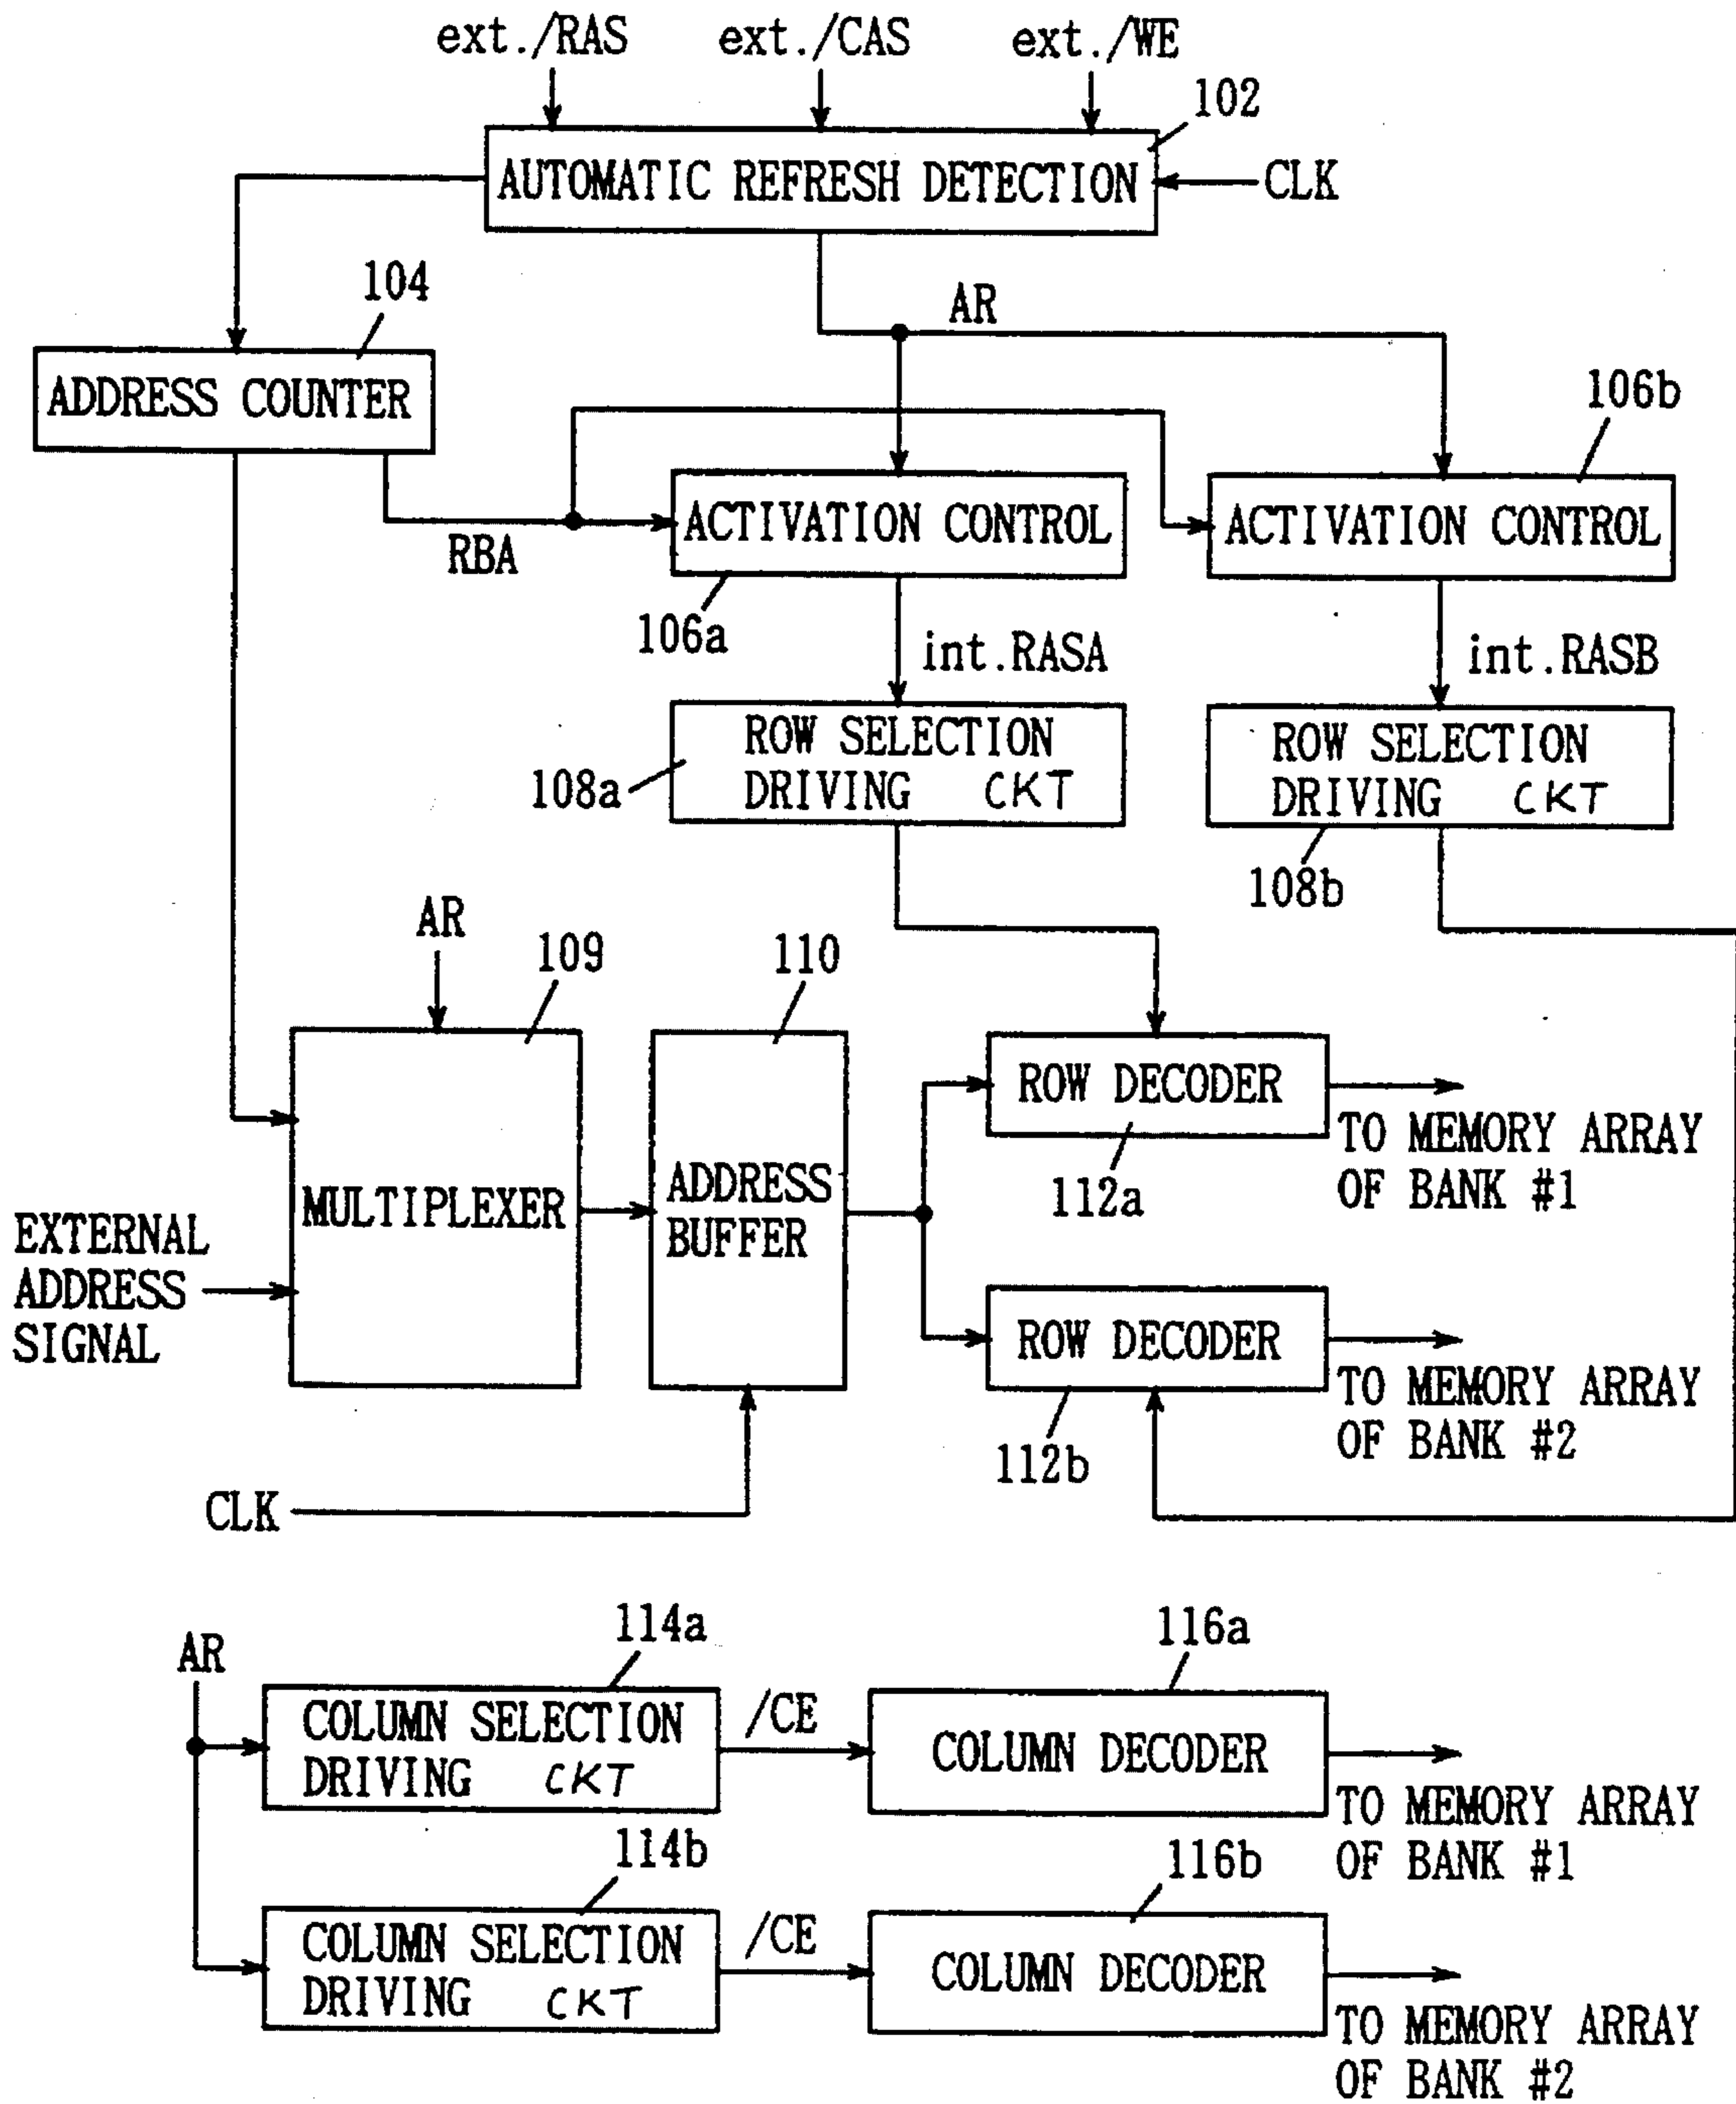 ext./RAS
ext./CAS
ext./WE
102
AUTOMATIC REFRESH DETECTION
CLK
104
AR
ADDRESS COUNTER
106b
RBA
ACTIVATION CONTROL
ACTIVATION CONTROL
106a
int.RASA
int.RASB
ROW SELECTION
DRIVING CKT
108a
ROW SELECTION
DRIVING CKT
108b
AR
109
110
MULTIPLEXER
ADDRESS
BUFFER
ROW DECODER
112a
TO MEMORY ARRAY
OF BANK #1
EXTERNAL
ADDRESS
SIGNAL
ROW DECODER
112b
TO MEMORY ARRAY
OF BANK #2
CLK
AR
114a
COLUMN SELECTION
DRIVING CKT
/CE
116a
COLUMN DECODER
TO MEMORY ARRAY
OF BANK #1
114b
COLUMN SELECTION
DRIVING CKT
/CE
116b
COLUMN DECODER
TO MEMORY ARRAY
OF BANK #2